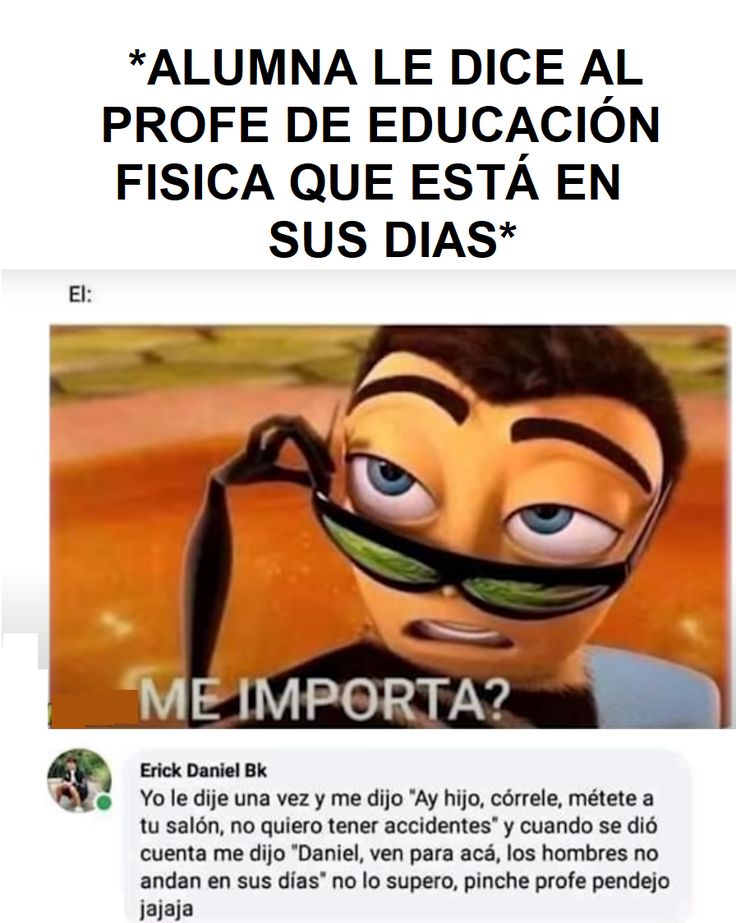 *ALUMNA LE DICE AL
PROFE DE EDUCACIÓN
FISICA QUE ESTÁ EN
SUS DIAS*
El:
ME IMPORTA?
Erick Daniel Bk
Yo le dije una vez y me dijo "Ay hijo, córrele, métete a
tu salón, no quiero tener accidentes" y cuando se dió
cuenta me dijo "Daniel, ven para acá, los hombres no
andan en sus días" no lo supero, pinche profe pendejo
jajaja